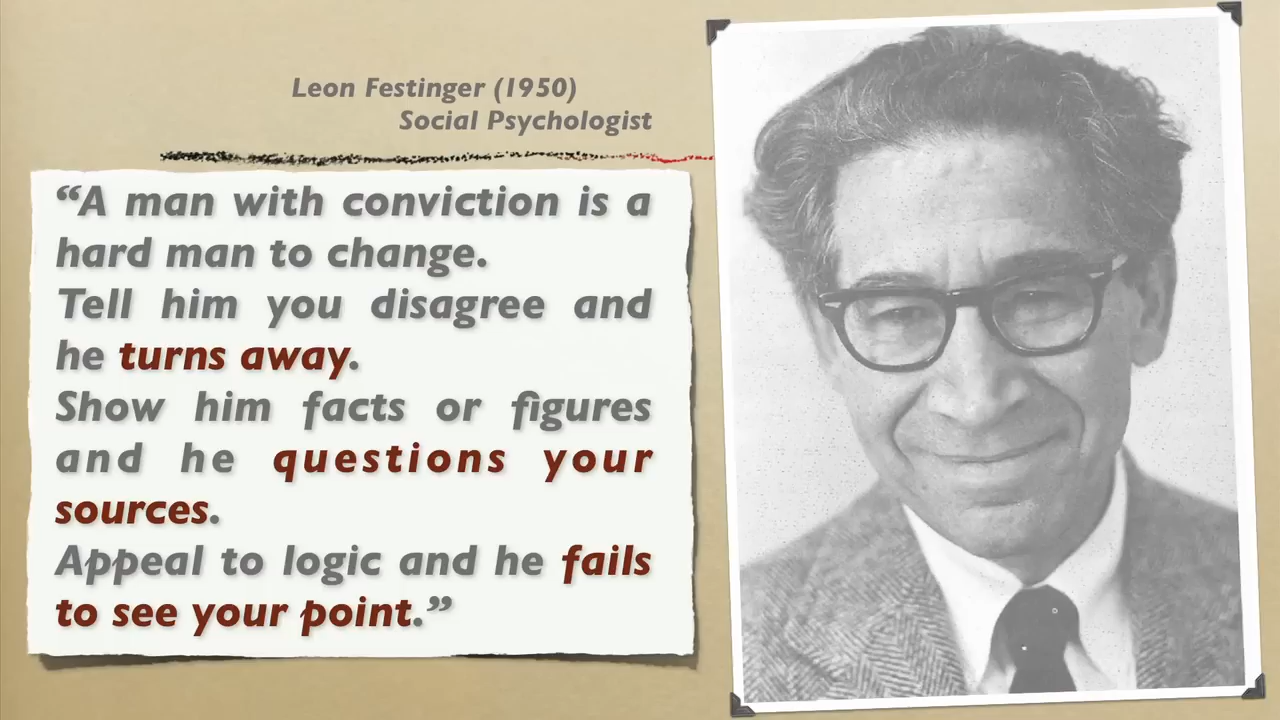 Leon Festinger (1950)
Social Psychologist
“A man with conviction is a
hard man to change.
Tell him you disagree and
he turns away.
Show him facts or figures
and he questions your
sources.
Appeal to logic and he fails
to see your point.”